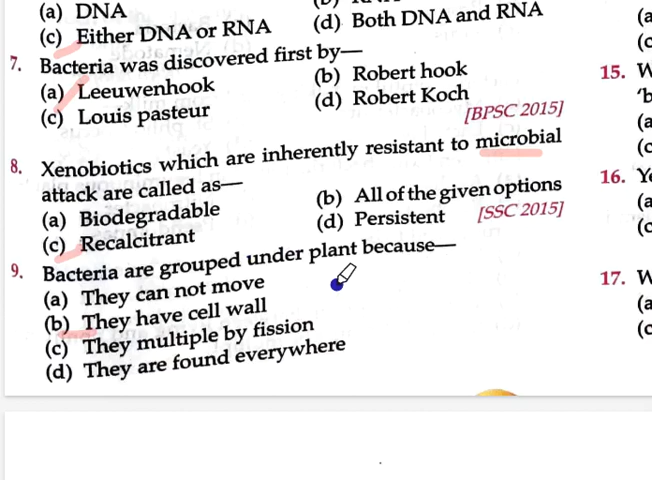 (a) DNA
(c) Either DNA or RNA (d) Both DNA and RNA
7. Bacteria was discovered first by—
(a) Leeuwenhook (b) Robert hook
(c) Louis pasteur (d) Robert Koch
[BPSC 2015]
8. Xenobiotics which are inherently resistant to microbial
attack are called as—
(a) Biodegradable (b) All of the given options
(c) Recalcitrant (d) Persistent [SSC 2015]
9. Bacteria are grouped under plant because—
(a) They can not move
(b) They have cell wall
(c) They multiple by fission
(d) They are found everywhere
(a
(c
15. W
‘b
(a
(c
16. Ye
(a
(c
17. W
(a
(c